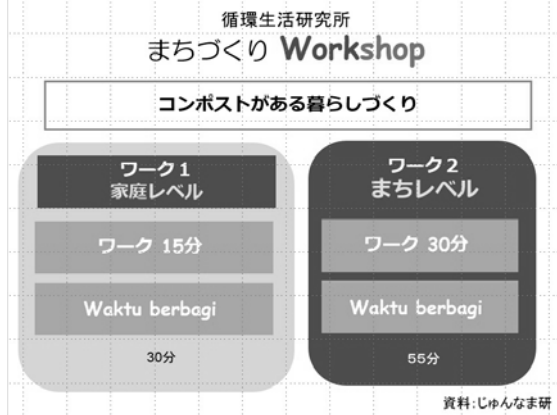 循環生活研究所
まちづくり Workshop
コンポストがある暮らしづくり
ワーク1
家庭レベル
ワーク 15分
Waktu berbagi
30分
ワーク2
まちレベル
ワーク 30分
Waktu berbagi
55分
資料:じゅんなま研